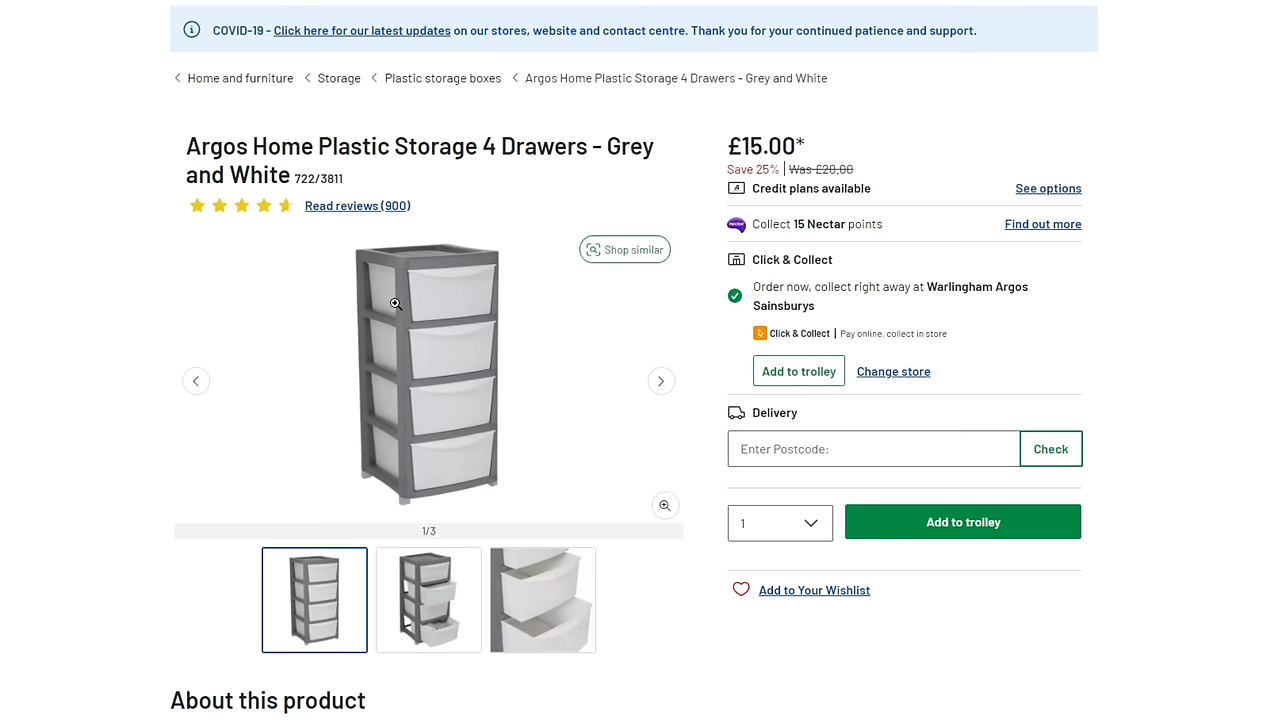 COVID-19 - Click here for our latest updates on our stores, website and contact centre. Thank you for your continued patience and support.
Home and furniture Storage Plastic storage boxes Argos Home Plastic Storage 4 Drawers - Grey and White
Argos Home Plastic Storage 4 Drawers - Grey
and White 722/3811
Read reviews (900)
Shop similar
1/3
£15.00*
Save 25% Was £20.00
Credit plans available See options
nectar Collect 15 Nectar points Find out more
Click & Collect
Order now, collect right away at Warlingham Argos
Sainsburys
Click & Collect | Pay online, collect in store
Add to trolley Change store
Delivery
Enter Postcode: Check
1 Add to trolley
Add to Your Wishlist
About this product